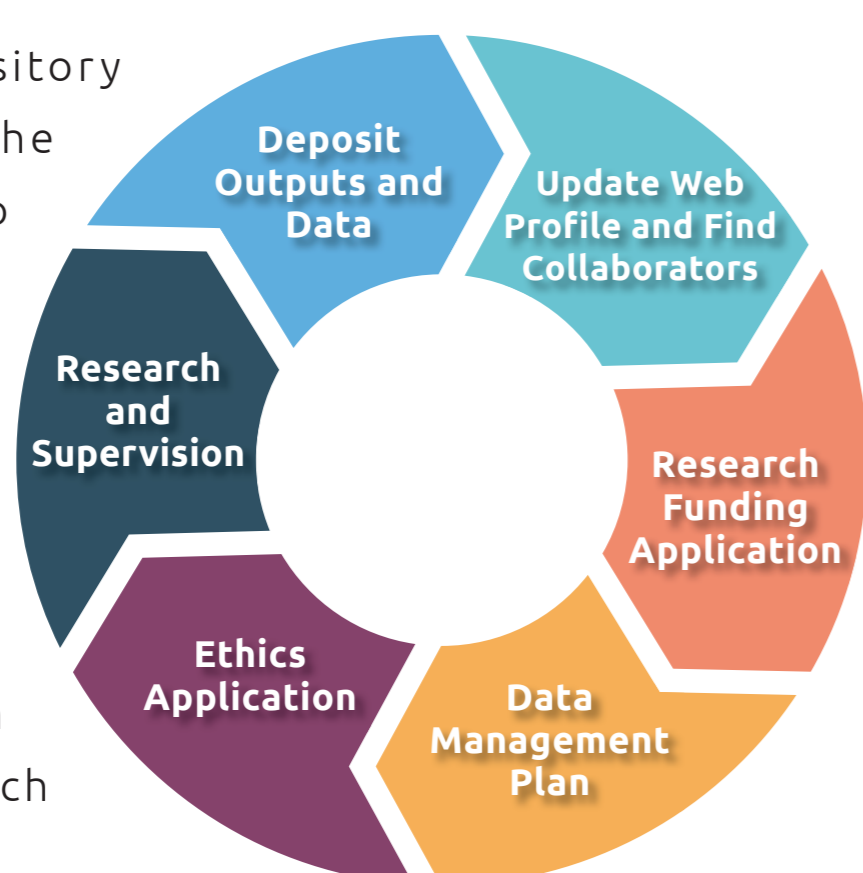 Deposit
Outputs and
Data
Update Web
Profile and Find
Collaborators
Research
Funding
Application
Data
Management
Plan
Ethics
Application
Research
and
Supervision